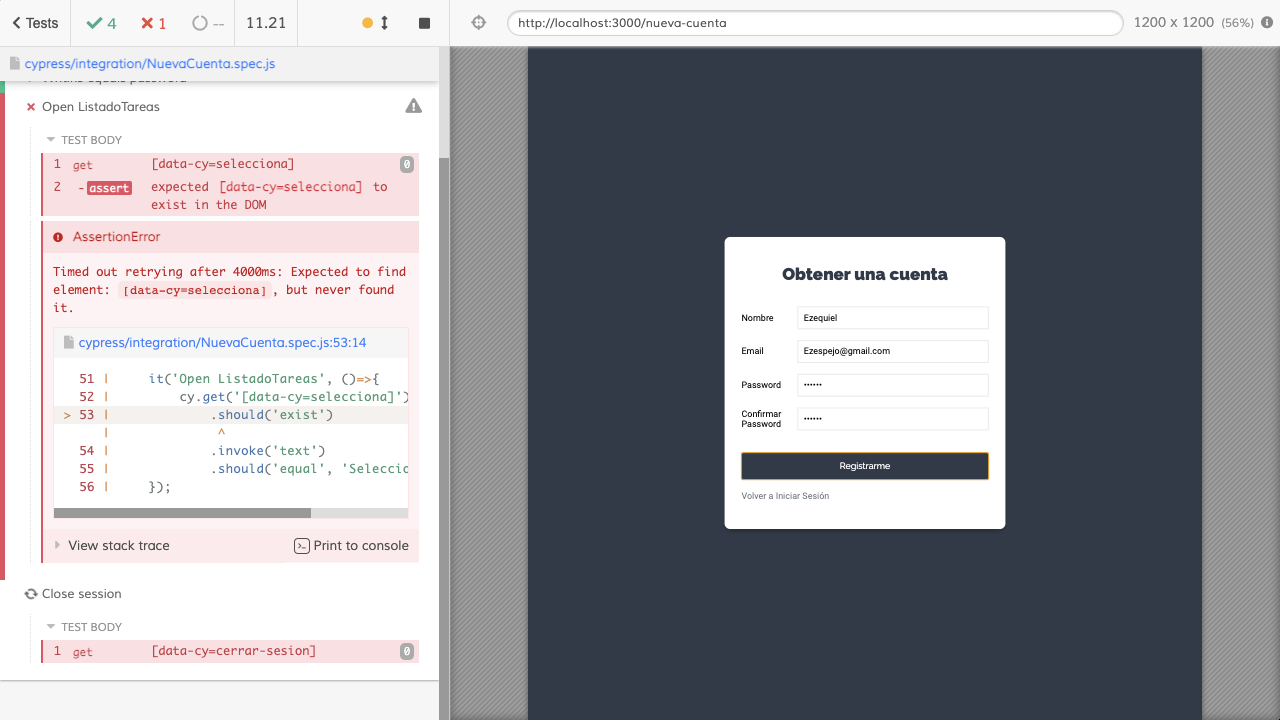 Tests
4
1
--
11.21
http://localhost:3000/nueva-cuenta
1200 x 1200 (56%)
cypress/integration/NuevaCuenta.spec.js
Open ListadoTareas
TEST BODY
1 get [data-cy=selecciona] 0
2 -assert expected [data-cy=selecciona] to
exist in the DOM
AssertionError
Timed out retrying after 4000ms: Expected to find
element: [data-cy=selecciona], but never found
it.
cypress/integration/NuevaCuenta.spec.js:53:14
51 | it('Open ListadoTareas', ()=>{
52 | cy.get('[data-cy=selecciona]')
> 53 | .should('exist')
| ^
54 | .invoke('text')
55 | .should('equal', 'Seleccio
56 | });
View stack trace
Print to console
Close session
TEST BODY
1 get [data-cy=cerrar-sesion] 0
Obtener una cuenta
Nombre
Ezequiel
Email
Ezespejo@gmail.com
Password
••••••
Confirmar
Password
••••••
Registrarme
Volver a Iniciar Sesión